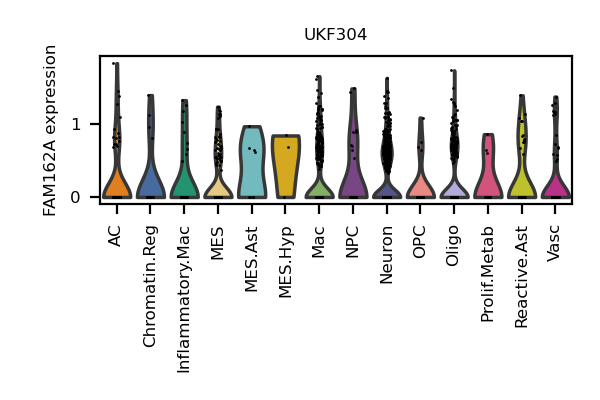 UKF304
FAM162A expression
1
0
AC
Chromatin.Reg
Inflammatory.Mac
MES
MES.Ast
MES.Hyp
Mac
NPC
Neuron
OPC
Oligo
Prolif.Metab
Reactive.Ast
Vasc